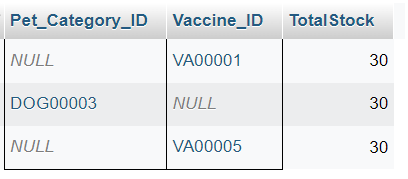 Pet_Category_ID Vaccine_ID TotalStock
NULL VA00001 30
DOG00003 NULL 30
NULL VA00005 30